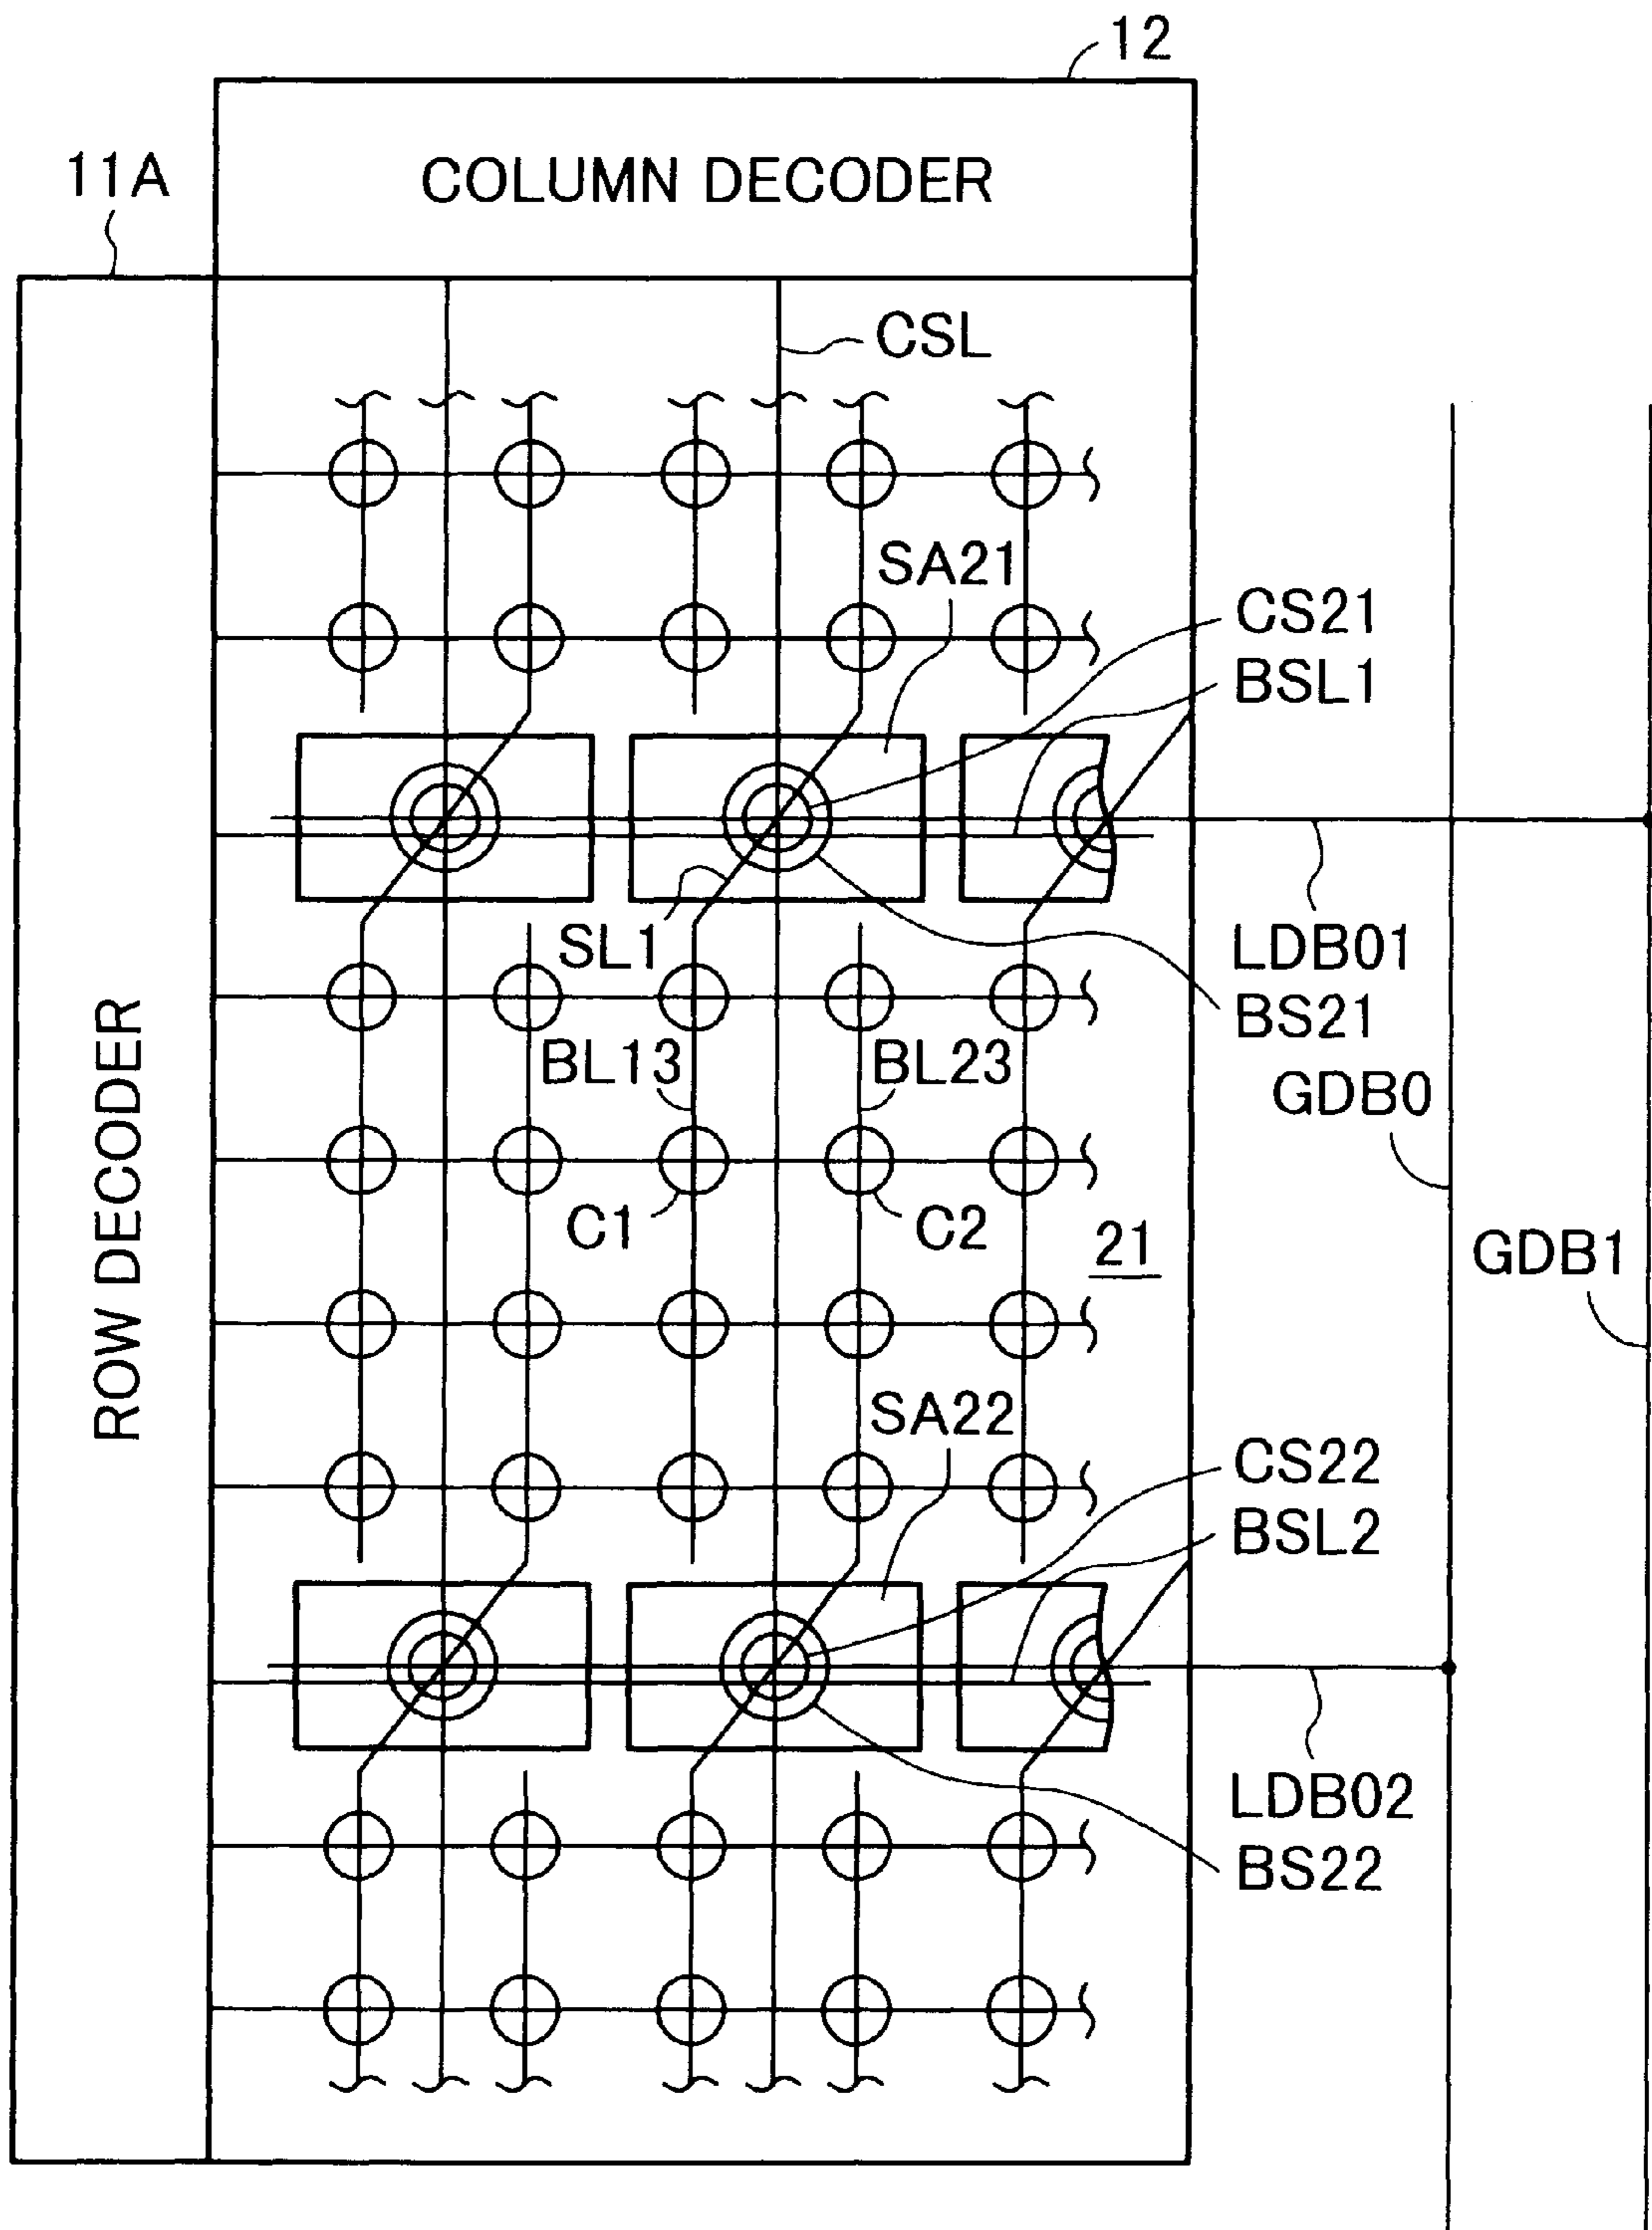 12
11A
COLUMN DECODER
CSL
SA21
CS21
BSL1
SL1
LDB01
BS21
BL13
BL23
GDB0
C1
C2
21
GDB1
ROW DECODER
SA22
CS22
BSL2
LDB02
BS22